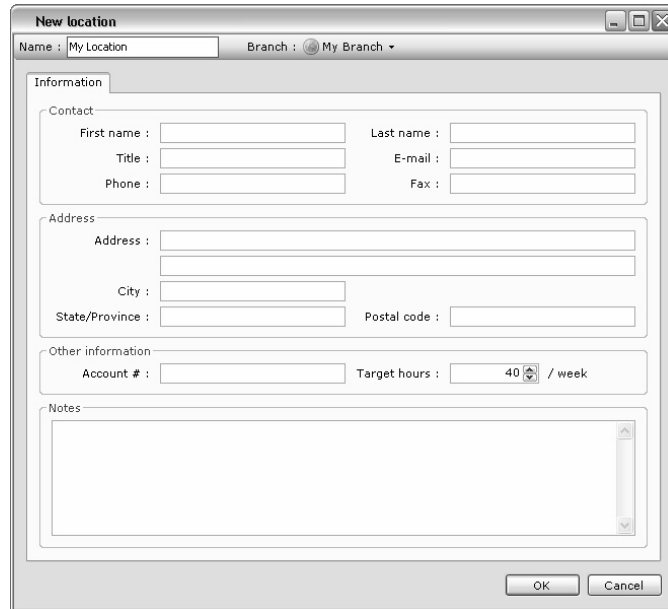 New location
Name : My Location Branch : My Branch
Information
Contact
First name : Last name :
Title : E-mail :
Phone : Fax :
Address
Address :
City :
State/Province : Postal code :
Other information
Account # : Target hours : 40 / week
Notes
OK Cancel